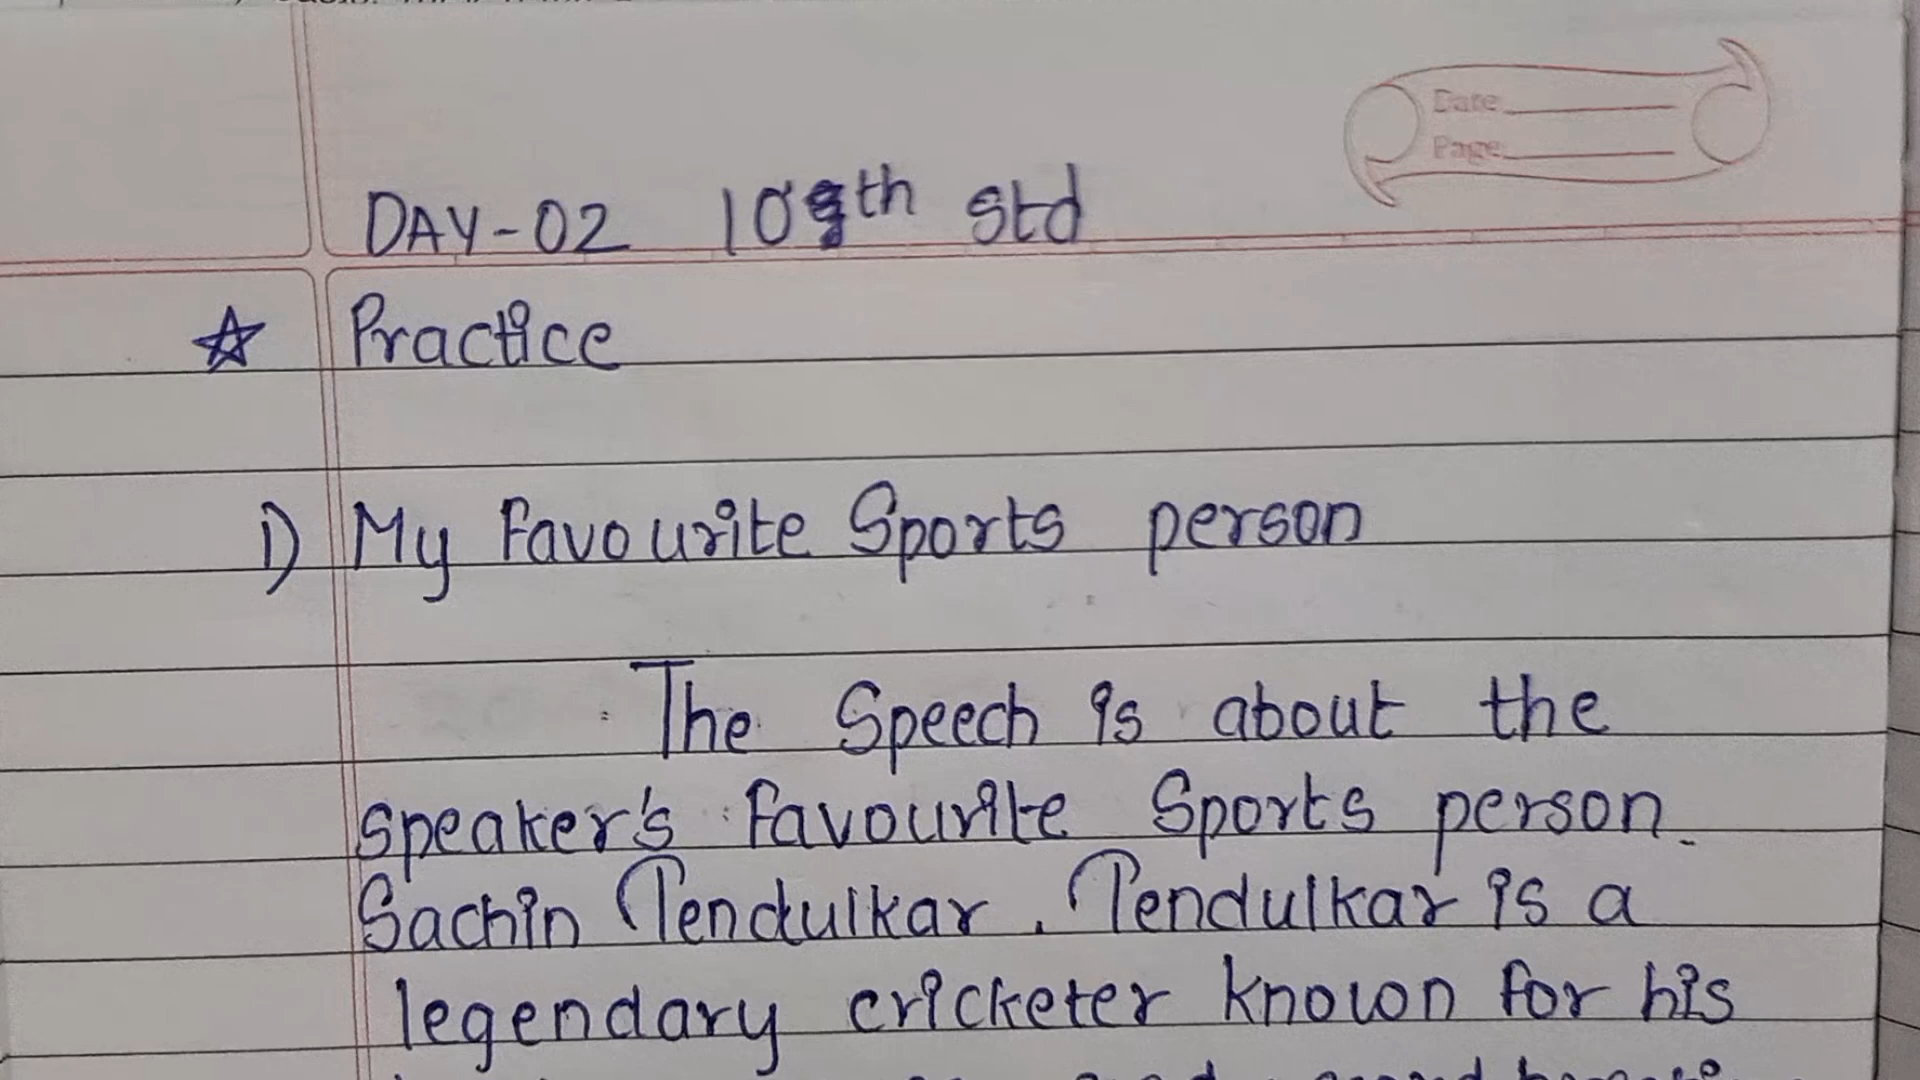 Date
Page
DAY-02 10th std
☆ Practice
1) My Favourite Sports person
The Speech is about the
speaker's favourite Sports person.
Sachin Tendulkar. Tendulkar is a
legendary cricketer known for his